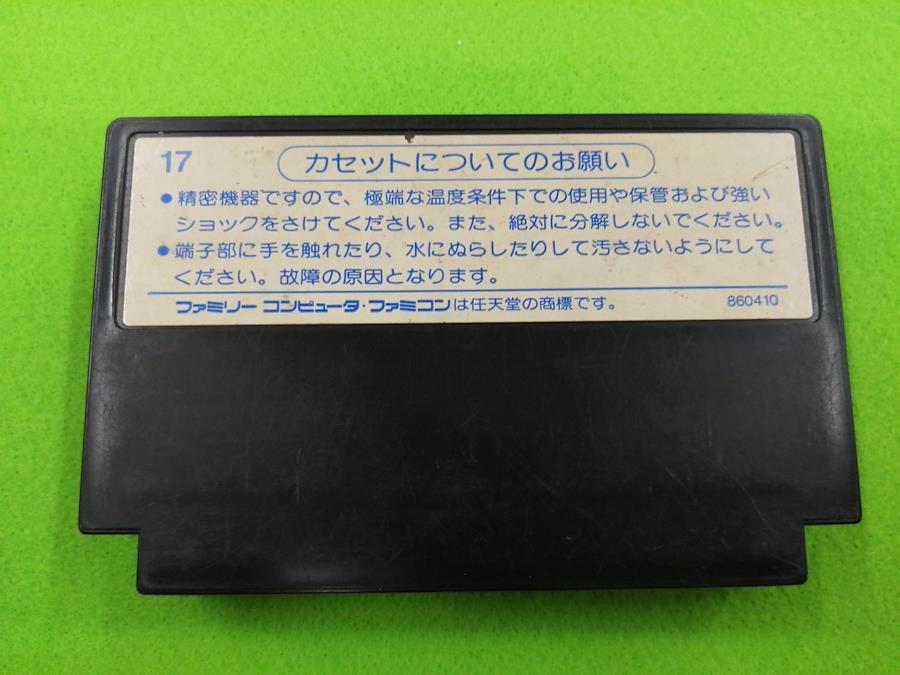 17
カセットについてのお願い
●精密機器ですので、極端な温度条件下での使用や保管および強い
ショックをさけてください。また、絶対に分解しないでください。
●端子部に手を触れたり、水にぬらしたりして汚さないようにして
ください。故障の原因となります。
ファミリー コンピュータ・ファミコンは任天堂の商標です。 860410